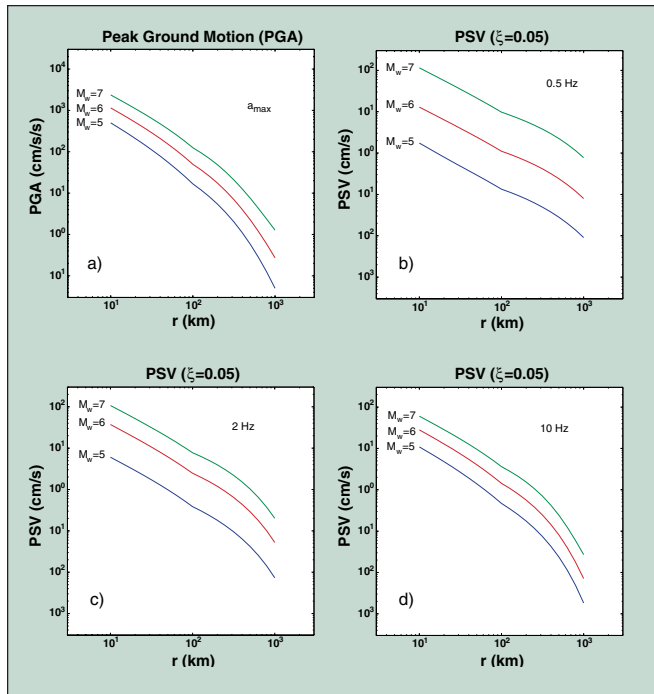 Peak Ground Motion (PGA)
10⁴
10³
10²
10¹
10⁰
10¹
PGA (cm/s/s)
M_w=7
M_w=6
M_w=5
a_max
a)
10¹ 10² 10³
r (km)
PSV (ξ=0.05)
10²
10¹
10⁰
10¹
10²
10³
PSV (cm/s)
M_w=7
M_w=6
M_w=5
0.5 Hz
b)
10¹ 10² 10³
r (km)
PSV (ξ=0.05)
10²
10¹
10⁰
10¹
10²
10³
PSV (cm/s)
M_w=7
M_w=6
M_w=5
2 Hz
c)
10¹ 10² 10³
r (km)
PSV (ξ=0.05)
10²
10¹
10⁰
10¹
10²
10³
PSV (cm/s)
M_w=7
M_w=6
M_w=5
10 Hz
d)
10¹ 10² 10³
r (km)